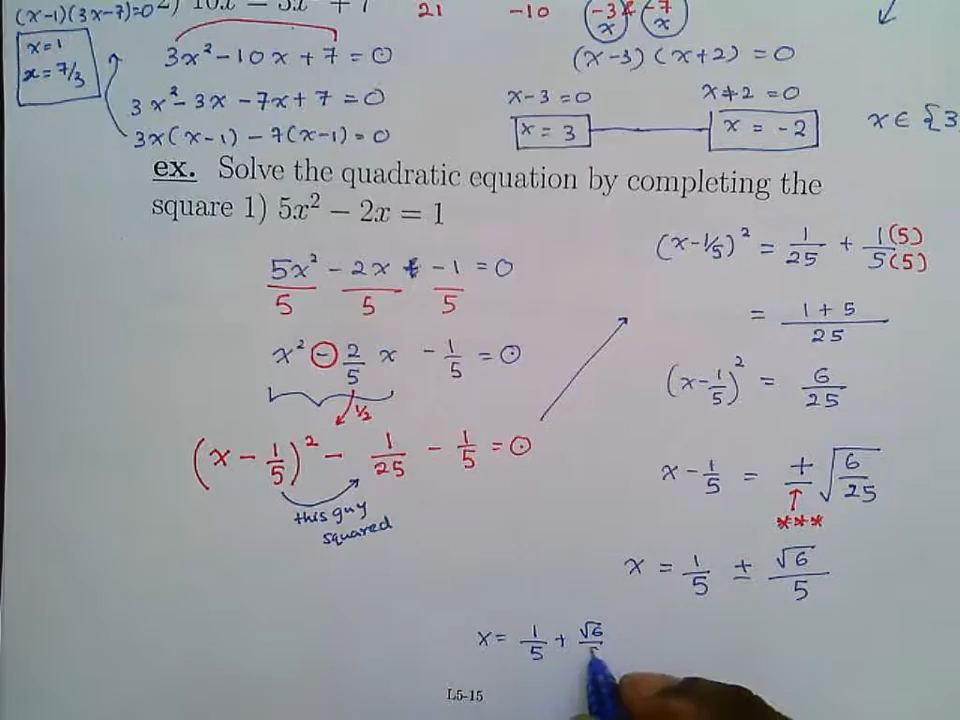 (x-1)(3x-7)=0
x=1
x=7/3
21 -10 -3 x -7 x
3x² - 10x + 7 = 0
3x² - 3x - 7x + 7 = 0
3x(x-1) - 7(x-1) = 0
(x-3)(x+2) = 0
x-3 = 0 x+2 = 0
x = 3 x = -2
x ∈ {3
ex. Solve the quadratic equation by completing the
square 1) 5x² − 2x = 1
5x²/5 - 2x/5 -1/5 = 0
x² - 2/5 x - 1/5 = 0
1/2
(x - 1/5)² - 1/25 - 1/5 = 0
this guy
squared
(x-1/5)² = 1/25 + 1(5)/5(5)
= 1+5/25
(x-1/5)² = 6/25
x - 1/5 = ± √6/25
***
x = 1/5 ± √6/5
x = 1/5 + √6
L5-15